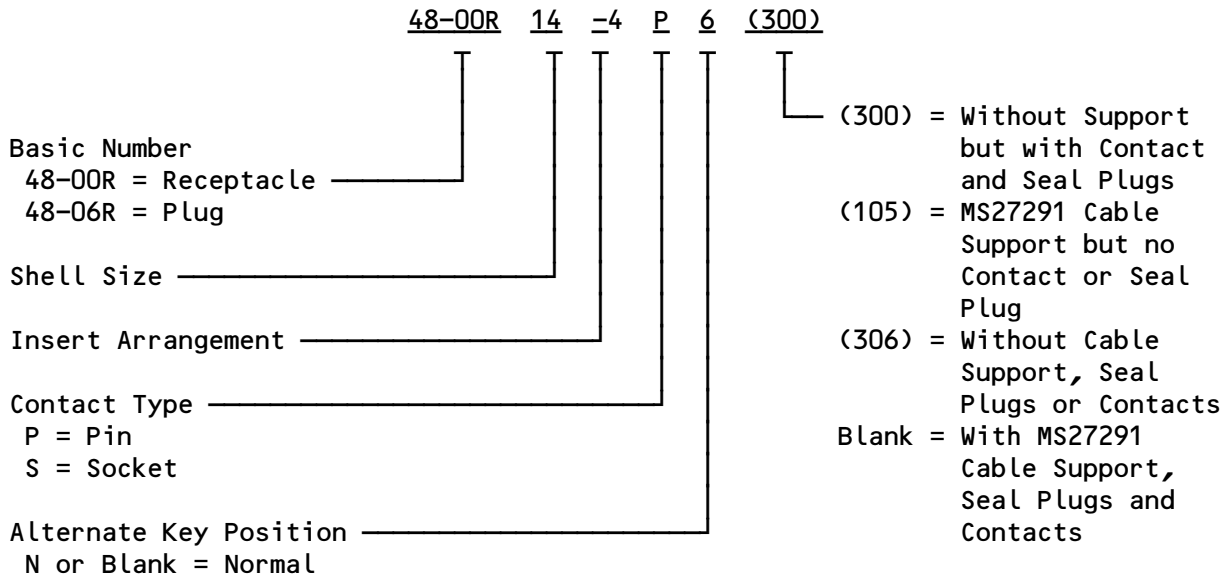 48-00R 14 -4 P 6 (300)
Basic Number
48-00R = Receptacle
48-06R = Plug
Shell Size
Insert Arrangement
Contact Type
P = Pin
S = Socket
Alternate Key Position
N or Blank = Normal
(300) = Without Support
but with Contact
and Seal Plugs
(105) = MS27291 Cable
Support but no
Contact or Seal
Plug
(306) = Without Cable
Support, Seal
Plugs or Contacts
Blank = With MS27291
Cable Support,
Seal Plugs and
Contacts